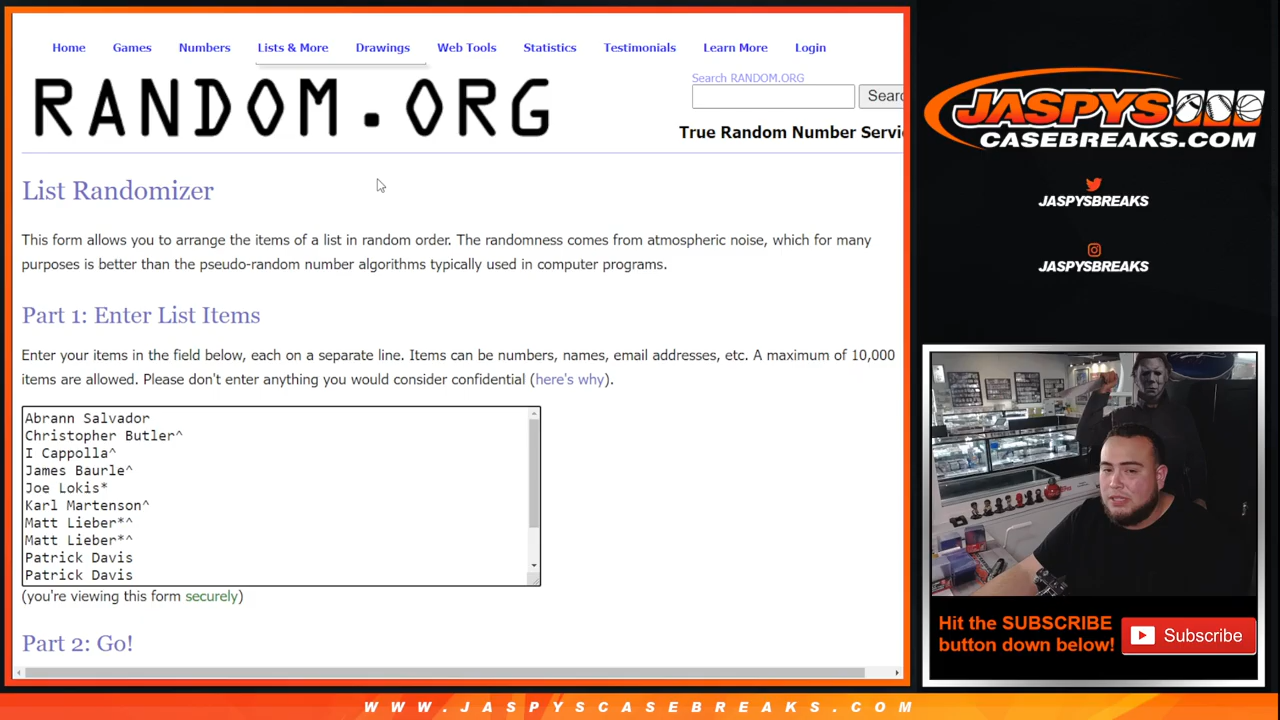 Home Games Numbers Lists & More Drawings Web Tools Statistics Testimonials Learn More Login
RANDOM.ORG
Search RANDOM.ORG
Searc
True Random Number Servi
List Randomizer
This form allows you to arrange the items of a list in random order. The randomness comes from atmospheric noise, which for many
purposes is better than the pseudo-random number algorithms typically used in computer programs.
Part 1: Enter List Items
Enter your items in the field below, each on a separate line. Items can be numbers, names, email addresses, etc. A maximum of 10,000
items are allowed. Please don't enter anything you would consider confidential (here's why).
Abrann Salvador
Christopher Butler^
I Cappolla^
James Baurle^
Joe Lokis*
Karl Martenson^
Matt Lieber*^
Matt Lieber*^
Patrick Davis
Patrick Davis
(you're viewing this form securely)
Part 2: Go!
JASPYS
CASEBREAKS.COM
JASPYSBREAKS
JASPYSBREAKS
Hit the SUBSCRIBE
button down below!
Subscribe
WWW.JASPYSCASEBREAKS.COM